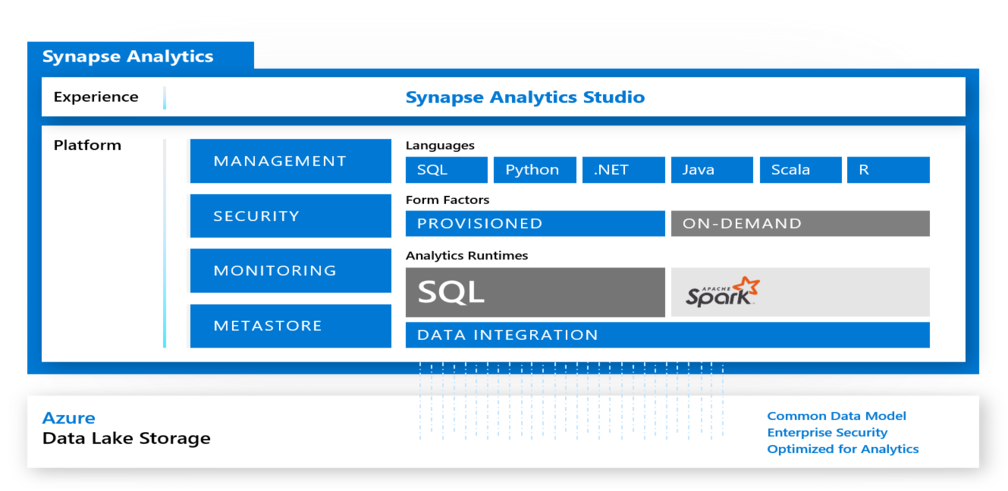 Synapse Analytics
Experience
Synapse Analytics Studio
Platform
MANAGEMENT
SECURITY
MONITORING
METASTORE
Languages
SQL Python .NET Java Scala R
Form Factors
PROVISIONED ON-DEMAND
Analytics Runtimes
SQL
APACHE
Spark
DATA INTEGRATION
Azure
Data Lake Storage
Common Data Model
Enterprise Security
Optimized for Analytics